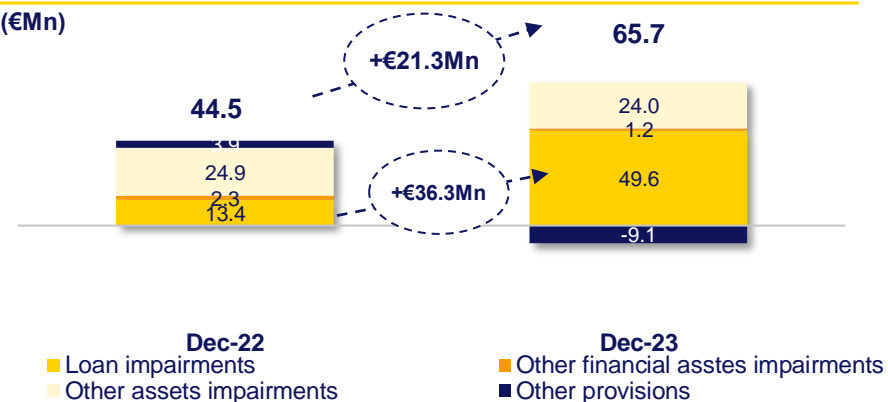 (€Mn)
65.7
+€21.3Mn
44.5
24.0
3.9
1.2
24.9
49.6
+€36.3Mn
2.3
13.4
-9.1
Dec-22
Dec-23
Loan impairments
Other financial asstes impairments
Other assets impairments
Other provisions